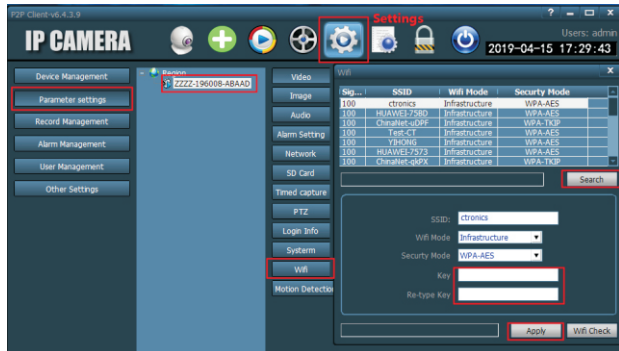 P2P Client-v6.4.3.9
Settings
IP CAMERA
Users: admin
2019-04-15 17:29:43
Device Management
Parameter settings
Record Management
Alarm Management
User Management
Other Settings
Region
ZZZZ-196008-ABAAD
Video
Image
Audio
Alarm Setting
Network
SD Card
Timed capture
PTZ
Login Info
Systerm
Wifi
Motion Detection
Wifi
Sig... SSID Wifi Mode Securty Mode
100 ctronics Infrastructure WPA-AES
100 HUAWEI-75BD Infrastructure WPA-AES
100 ChinaNet-uDPF Infrastructure WPA-TKIP
100 Test-CT Infrastructure WPA-AES
100 YIHONG Infrastructure WPA-AES
100 HUAWEI-7573 Infrastructure WPA-AES
100 ChinaNet-qkPX Infrastructure WPA-TKIP
Search
SSID: ctronics
Wifi Mode Infrastructure
Securty Mode WPA-AES
Key
Re-type Key
Apply
Wifi Check